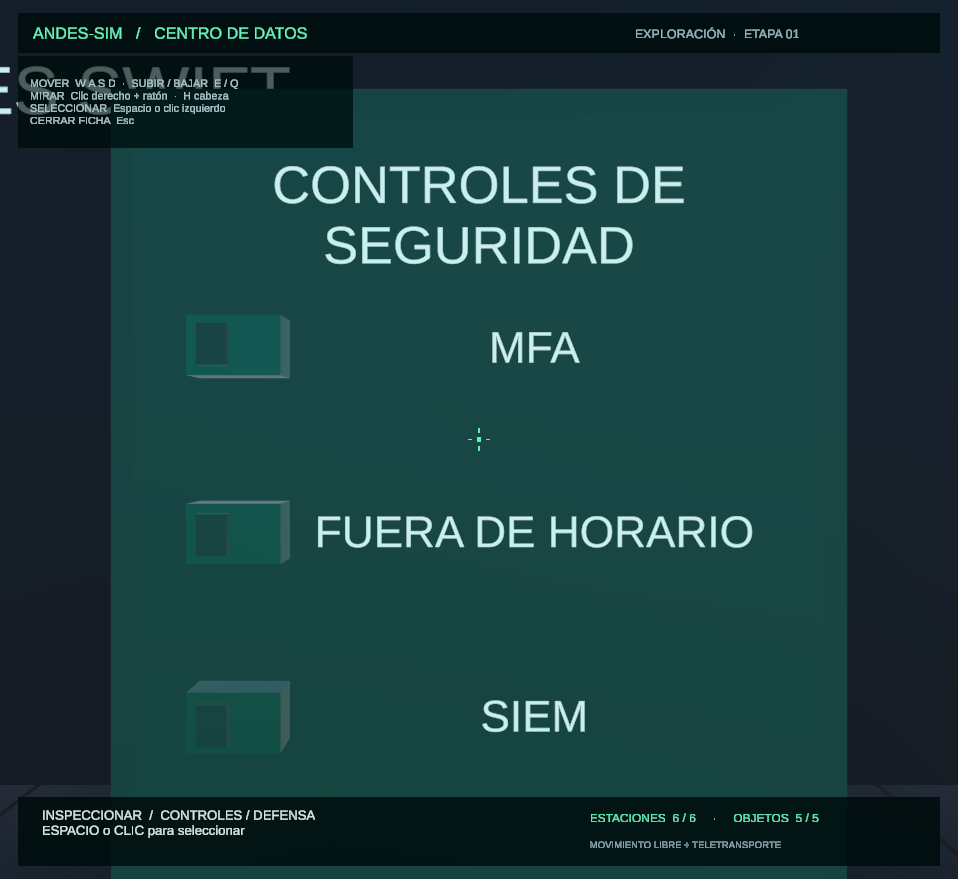 ANDES-SIM / CENTRO DE DATOS
EXPLORACIÓN · ETAPA 01
SWIFT
MOVER W A S D · SUBIR / BAJAR E / Q
MIRAR Clic derecho + ratón · H cabeza
SELECCIONAR Espacio o clic izquierdo
CERRAR FICHA Esc
CONTROLES DE
SEGURIDAD
MFA
FUERA DE HORARIO
SIEM
INSPECCIONAR / CONTROLES / DEFENSA
ESPACIO o CLIC para seleccionar
ESTACIONES 6 / 6 · OBJETOS 5 / 5
MOVIMIENTO LIBRE + TELETRANSPORTE